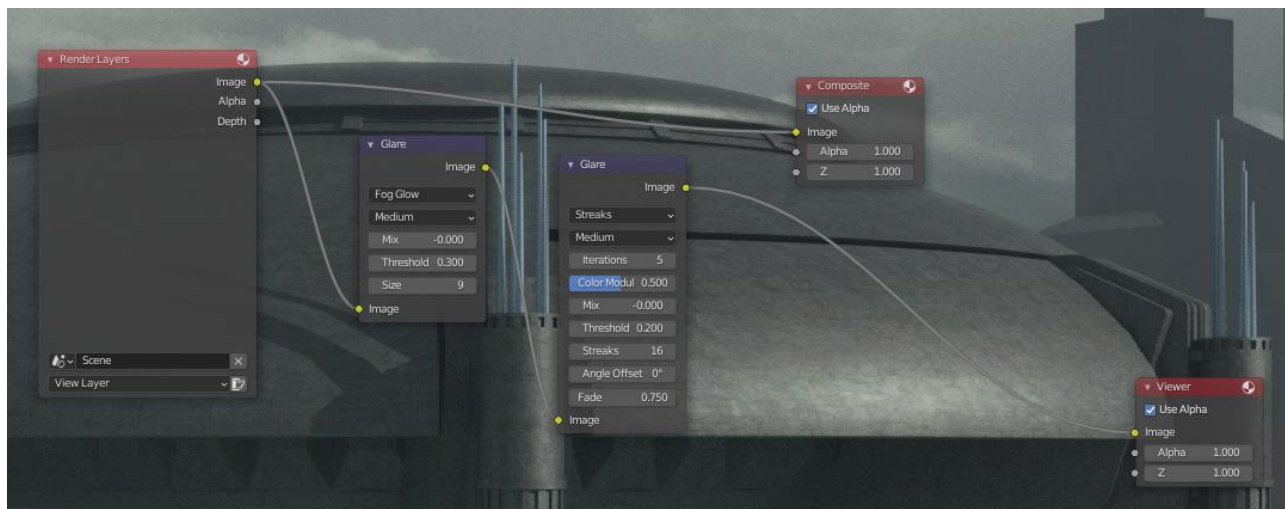 Render Layers
Image
Alpha
Depth
Scene
View Layer
Glare
Image
Fog Glow
Medium
Mix -0.000
Threshold 0.300
Size 9
Image
Glare
Image
Streaks
Medium
Iterations 5
Color Modul 0.500
Mix -0.000
Threshold 0.200
Streaks 16
Angle Offset 0°
Fade 0.750
Image
Composite
Use Alpha
Image
Alpha 1.000
Z 1.000
Viewer
Use Alpha
Image
Alpha 1.000
Z 1.000